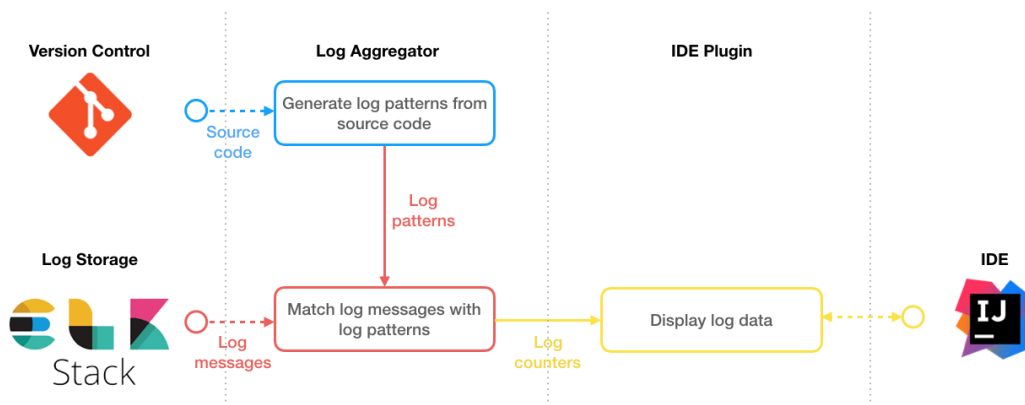 Version Control
Log Aggregator
IDE Plugin
Generate log patterns from
source code
Source
code
Log
patterns
Log Storage
IDE
ELK
Stack
Match log messages with
log patterns
Display log data
IJ
Log
messages
Log
counters